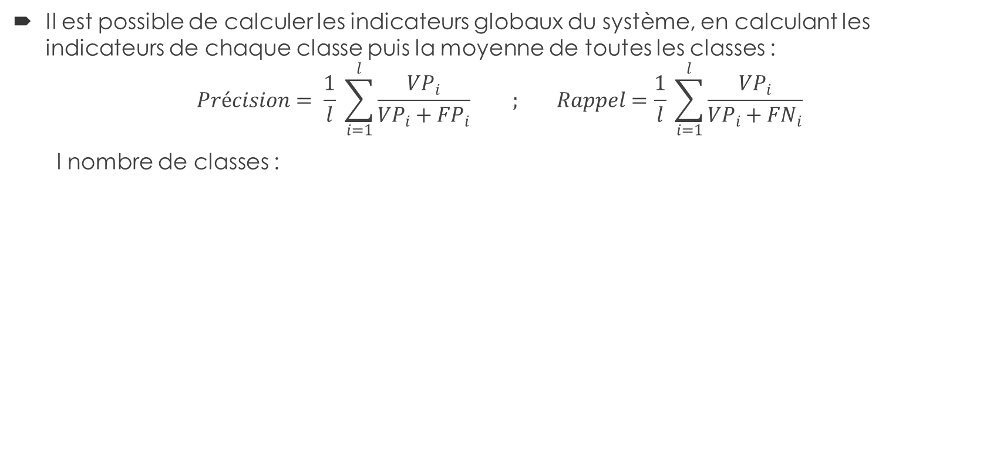 Il est possible de calculer les indicateurs globaux du système, en calculant les
indicateurs de chaque classe puis la moyenne de toutes les classes :
$Précision = \frac{1}{l} \sum_{i=1}^{l} \frac{VP_i}{VP_i + FP_i}$ ; $Rappel = \frac{1}{l} \sum_{i=1}^{l} \frac{VP_i}{VP_i + FN_i}$
l nombre de classes :